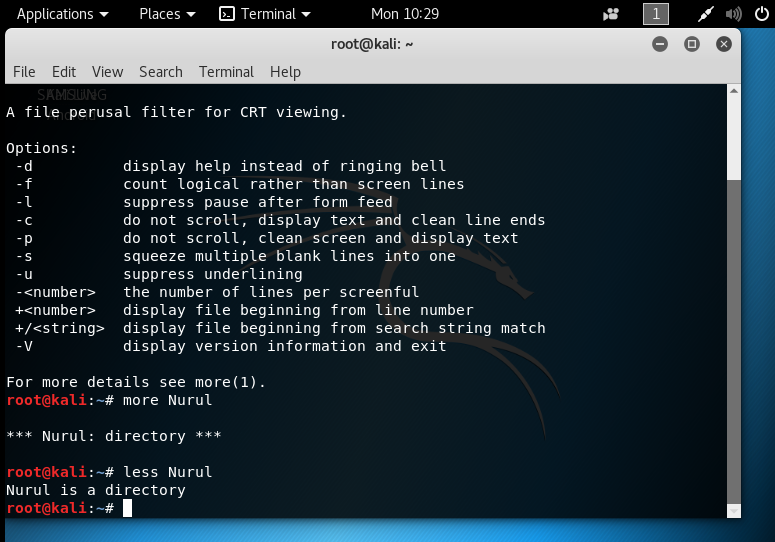 Applications Places Terminal Mon 10:29 1
root@kali: ~
File Edit View Search Terminal Help
SAMSUNG
Android
A file perusal filter for CRT viewing.
Options:
-d display help instead of ringing bell
-f count logical rather than screen lines
-l suppress pause after form feed
-c do not scroll, display text and clean line ends
-p do not scroll, clean screen and display text
-s squeeze multiple blank lines into one
-u suppress underlining
-<number> the number of lines per screenful
+<number> display file beginning from line number
+/<string> display file beginning from search string match
-V display version information and exit
For more details see more(1).
root@kali:~# more Nurul
*** Nurul: directory ***
root@kali:~# less Nurul
Nurul is a directory
root@kali:~#